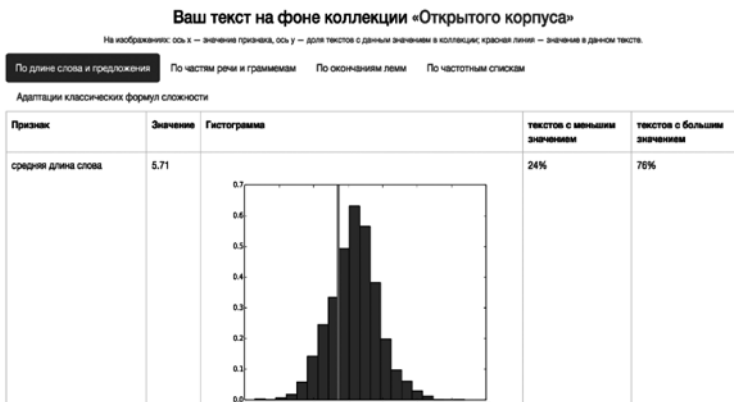 Ваш текст на фоне коллекции «Открытого корпуса»
На изображениях: ось x — значение признака, ось y — доля текстов с данным значением в коллекции; красная линия — значение в данном тексте.
По длине слова и предложения По частям речи и граммемам По окончаниям лемм По частотным спискам
Адаптации классических формул сложности
Признак Значение Гистограмма текстов с меньшим значением текстов с большим значением
средняя длина слова 5.71 24% 76%
0.7
0.6
0.5
0.4
0.3
0.2
0.1
0.0